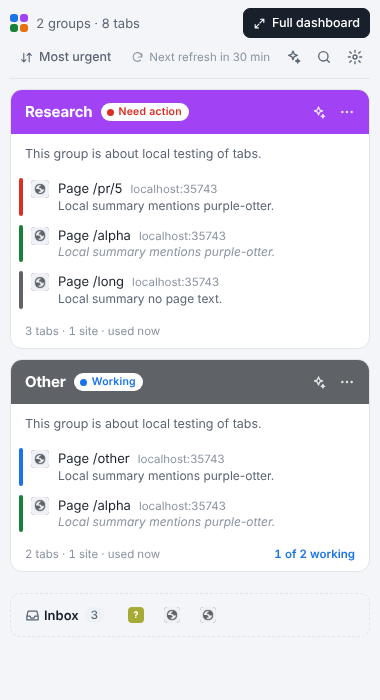 2 groups · 8 tabs
Full dashboard
Most urgent
Next refresh in 30 min
Research
Need action
This group is about local testing of tabs.
Page /pr/5 localhost:35743
Local summary mentions purple-otter.
Page /alpha localhost:35743
Local summary mentions purple-otter.
Page /long localhost:35743
Local summary no page text.
3 tabs · 1 site · used now
Other
Working
This group is about local testing of tabs.
Page /other localhost:35743
Local summary mentions purple-otter.
Page /alpha localhost:35743
Local summary mentions purple-otter.
2 tabs · 1 site · used now
1 of 2 working
Inbox 3
?